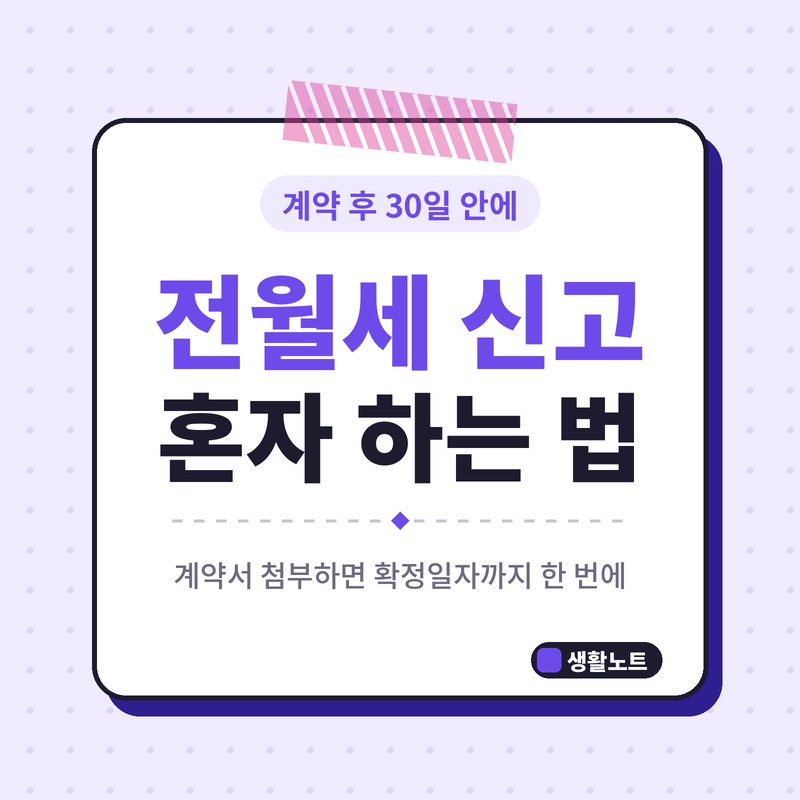 계약 후 30일 안에
전월세 신고
혼자 하는 법
계약서 첨부하면 확정일자까지 한 번에
생활노트